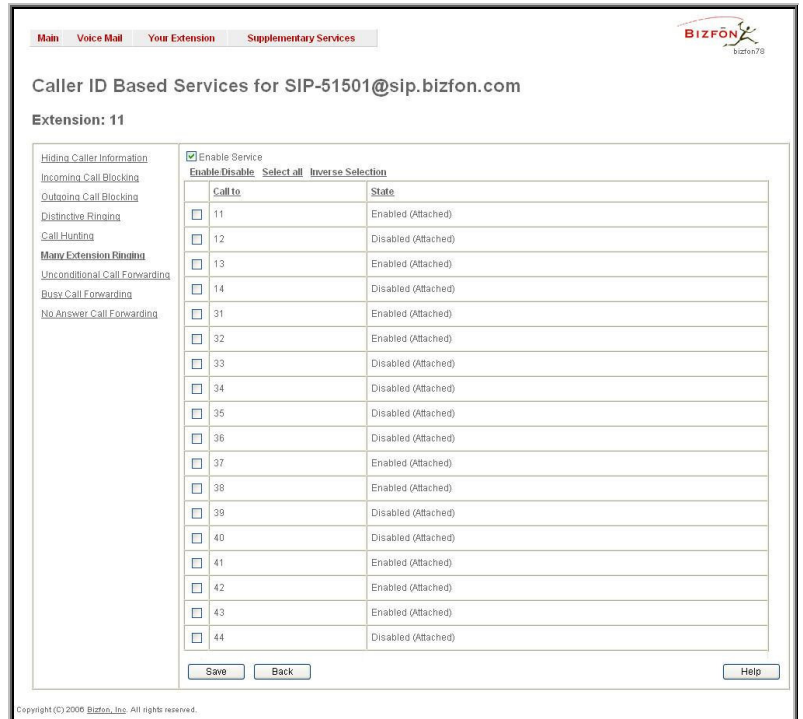 Main Voice Mail Your Extension Supplementary Services
BIZFON
bizfon78
Caller ID Based Services for SIP-51501@sip.bizfon.com
Extension: 11
Hiding Caller Information
Incoming Call Blocking
Outgoing Call Blocking
Distinctive Ringing
Call Hunting
Many Extension Ringing
Unconditional Call Forwarding
Busy Call Forwarding
No Answer Call Forwarding
Enable Service
Enable/Disable Select all Inverse Selection
Call to State
11 Enabled (Attached)
12 Disabled (Attached)
13 Enabled (Attached)
14 Disabled (Attached)
31 Enabled (Attached)
32 Enabled (Attached)
33 Disabled (Attached)
34 Disabled (Attached)
35 Disabled (Attached)
36 Disabled (Attached)
37 Enabled (Attached)
38 Enabled (Attached)
39 Disabled (Attached)
40 Disabled (Attached)
41 Enabled (Attached)
42 Enabled (Attached)
43 Enabled (Attached)
44 Disabled (Attached)
Save Back Help
Copyright (C) 2006 Bizfon, Inc. All rights reserved.